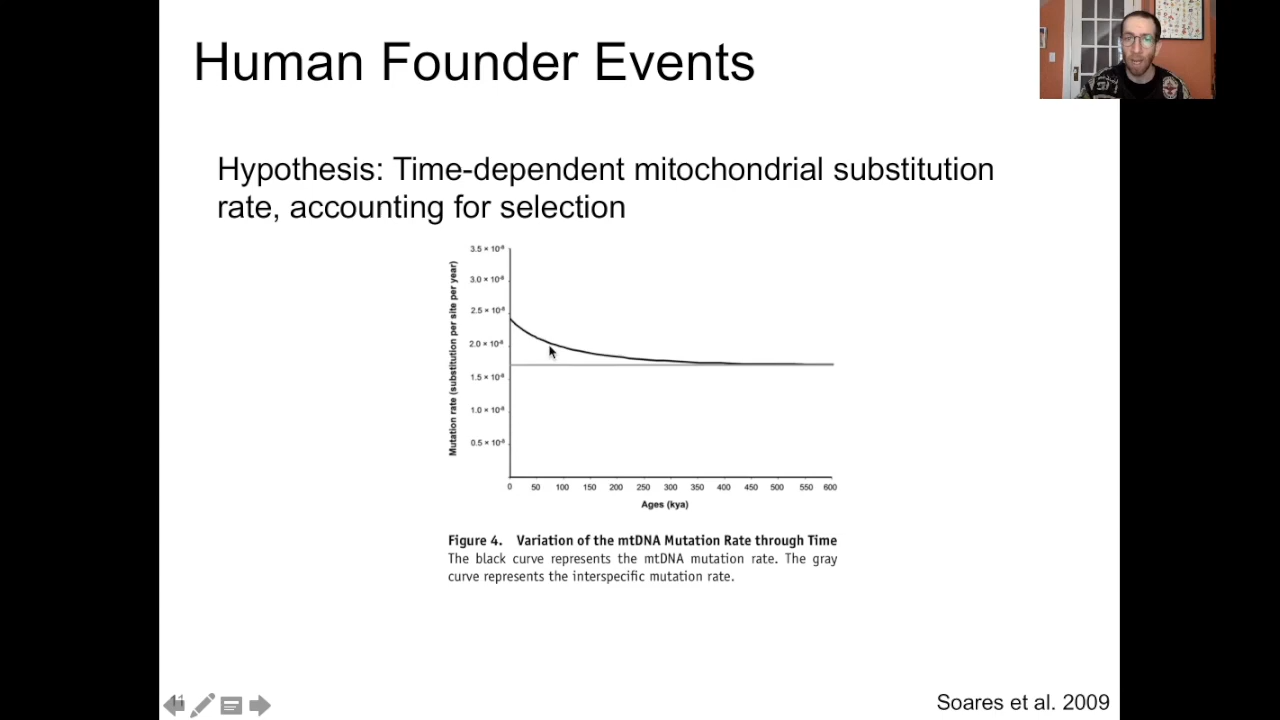 Human Founder Events
Hypothesis: Time-dependent mitochondrial substitution
rate, accounting for selection
Mutation rate (substitution per site per year)
3.5 × 10⁻⁸
3.0 × 10⁻⁸
2.5 × 10⁻⁸
2.0 × 10⁻⁸
1.5 × 10⁻⁸
1.0 × 10⁻⁸
0.5 × 10⁻⁸
0 50 100 150 200 250 300 350 400 450 500 550 600
Ages (kya)
Figure 4. Variation of the mtDNA Mutation Rate through Time
The black curve represents the mtDNA mutation rate. The gray
curve represents the interspecific mutation rate.
11
Soares et al. 2009